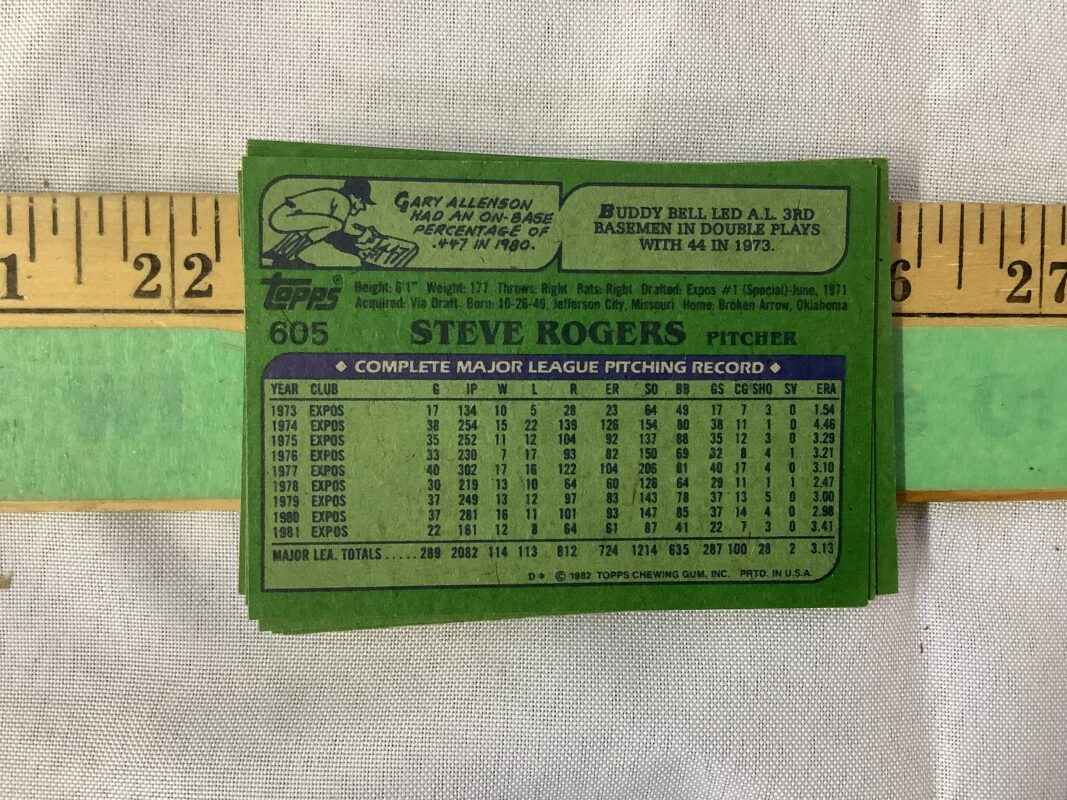 GARY ALLENSON
HAD AN ON-BASE
PERCENTAGE OF
.447 IN 1980.
BUDDY BELL LED A.L. 3RD
BASEMEN IN DOUBLE PLAYS
WITH 44 IN 1973.
TOPPS®
Height: 6'1" Weight: 177 Throws: Right Bats: Right Drafted: Expos #1 (Special)-June, 1971
Acquired: Via Draft. Born: 10-26-49, Jefferson City, Missouri Home: Broken Arrow, Oklahoma
605 STEVE ROGERS PITCHER
◆ COMPLETE MAJOR LEAGUE PITCHING RECORD ◆
YEAR CLUB G IP W L R ER SO BB GS CG SHO SV ERA
1973 EXPOS 17 134 10 5 28 23 64 49 17 7 3 0 1.54
1974 EXPOS 38 254 15 22 139 126 154 80 38 11 1 0 4.46
1975 EXPOS 35 252 11 12 104 92 137 88 35 12 3 0 3.29
1976 EXPOS 33 230 7 17 93 82 150 69 32 8 4 1 3.21
1977 EXPOS 40 302 17 16 122 104 206 81 40 17 4 0 3.10
1978 EXPOS 30 219 13 10 64 60 126 64 29 11 1 1 2.47
1979 EXPOS 37 249 13 12 97 83 143 78 37 13 5 0 3.00
1980 EXPOS 37 281 16 11 101 93 147 85 37 14 4 0 2.98
1981 EXPOS 22 161 12 8 64 61 87 41 22 7 3 0 3.41
MAJOR LEA. TOTALS ..... 289 2082 114 113 812 724 1214 635 287 100 28 2 3.13
D* © 1982 TOPPS CHEWING GUM, INC. PRTD. IN U.S.A.
1 22 2 6 27